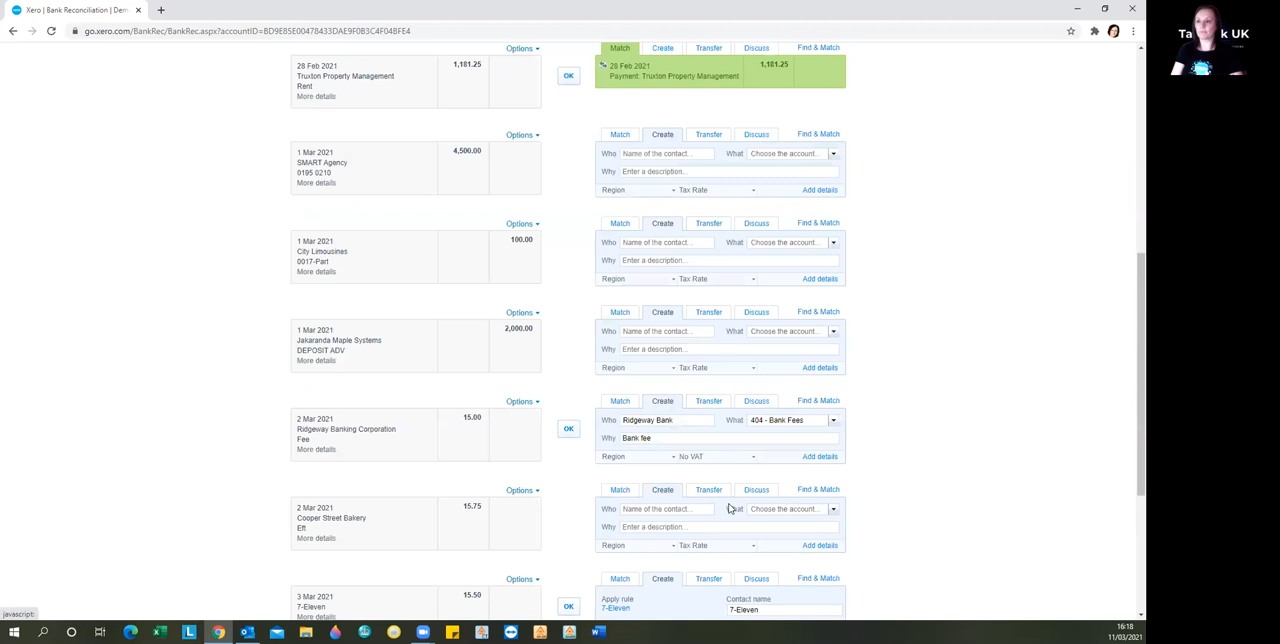 Xero | Bank Reconciliation | Dem
go.xero.com/BankRec/BankRec.aspx?accountID=BD9E85E00478433DAE9F0B3C4F04BFE4
UK
Options
Match Create Transfer Discuss Find & Match
28 Feb 2021 1,181.25
Truxton Property Management
Rent
More details
OK
28 Feb 2021 1,181.25
Payment: Truxton Property Management
Options
Match Create Transfer Discuss Find & Match
1 Mar 2021 4,500.00
SMART Agency
0195 0210
More details
Who Name of the contact... What Choose the account...
Why Enter a description...
Region Tax Rate Add details
Options
Match Create Transfer Discuss Find & Match
1 Mar 2021 100.00
City Limousines
0017-Part
More details
Who Name of the contact... What Choose the account...
Why Enter a description...
Region Tax Rate Add details
Options
Match Create Transfer Discuss Find & Match
1 Mar 2021 2,000.00
Jakaranda Maple Systems
DEPOSIT ADV
More details
Who Name of the contact... What Choose the account...
Why Enter a description...
Region Tax Rate Add details
Options
Match Create Transfer Discuss Find & Match
2 Mar 2021 15.00
Ridgeway Banking Corporation
Fee
More details
OK
Who Ridgeway Bank What 404 - Bank Fees
Why Bank fee
Region No VAT Add details
Options
Match Create Transfer Discuss Find & Match
2 Mar 2021 15.75
Cooper Street Bakery
Eft
More details
Who Name of the contact... Choose the account...
Why Enter a description...
Region Tax Rate Add details
Options
Match Create Transfer Discuss Find & Match
3 Mar 2021 15.50
7-Eleven
More details
OK
Apply rule Contact name
7-Eleven 7-Eleven
javascript:
16:18
11/03/2021